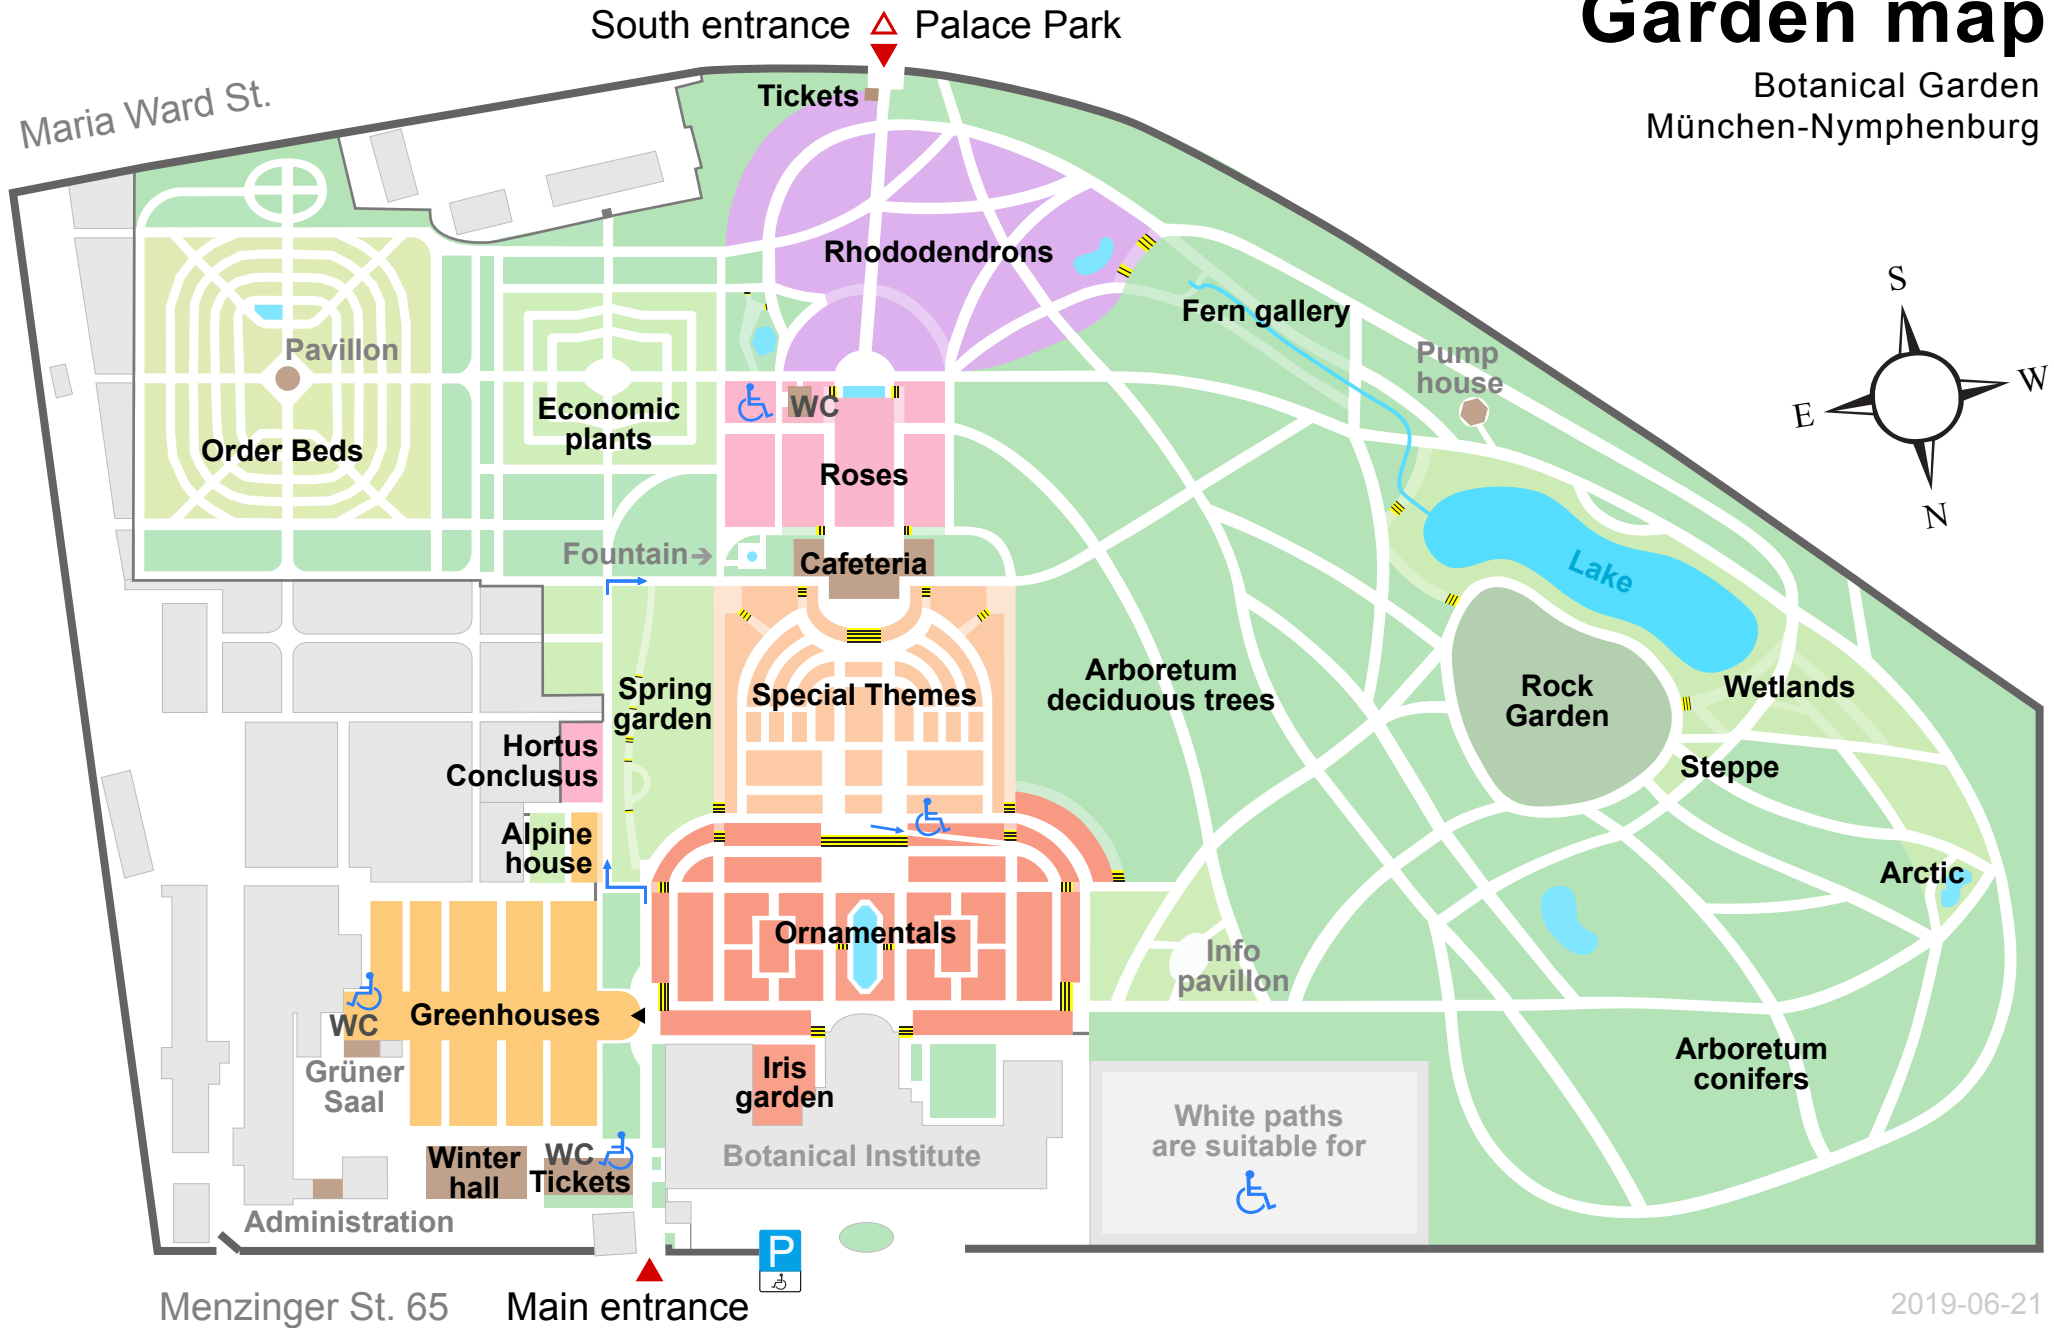 Garden map
Botanical Garden
München-Nymphenburg
South entrance
Palace Park
Maria Ward St.
Tickets
Rhododendrons
Fern gallery
Pump
house
S
W
E
N
Pavillon
Order Beds
Economic
plants
WC
Roses
Fountain
Cafeteria
Lake
Spring
garden
Special Themes
Arboretum
deciduous trees
Rock
Garden
Wetlands
Steppe
Hortus
Conclusus
Alpine
house
Arctic
Ornamentals
Info
pavillon
Greenhouses
WC
Grüner
Saal
Iris
garden
Arboretum
conifers
White paths
are suitable for
Botanical Institute
Winter
hall
WC
Tickets
Administration
P
Menzinger St. 65
Main entrance
2019-06-21